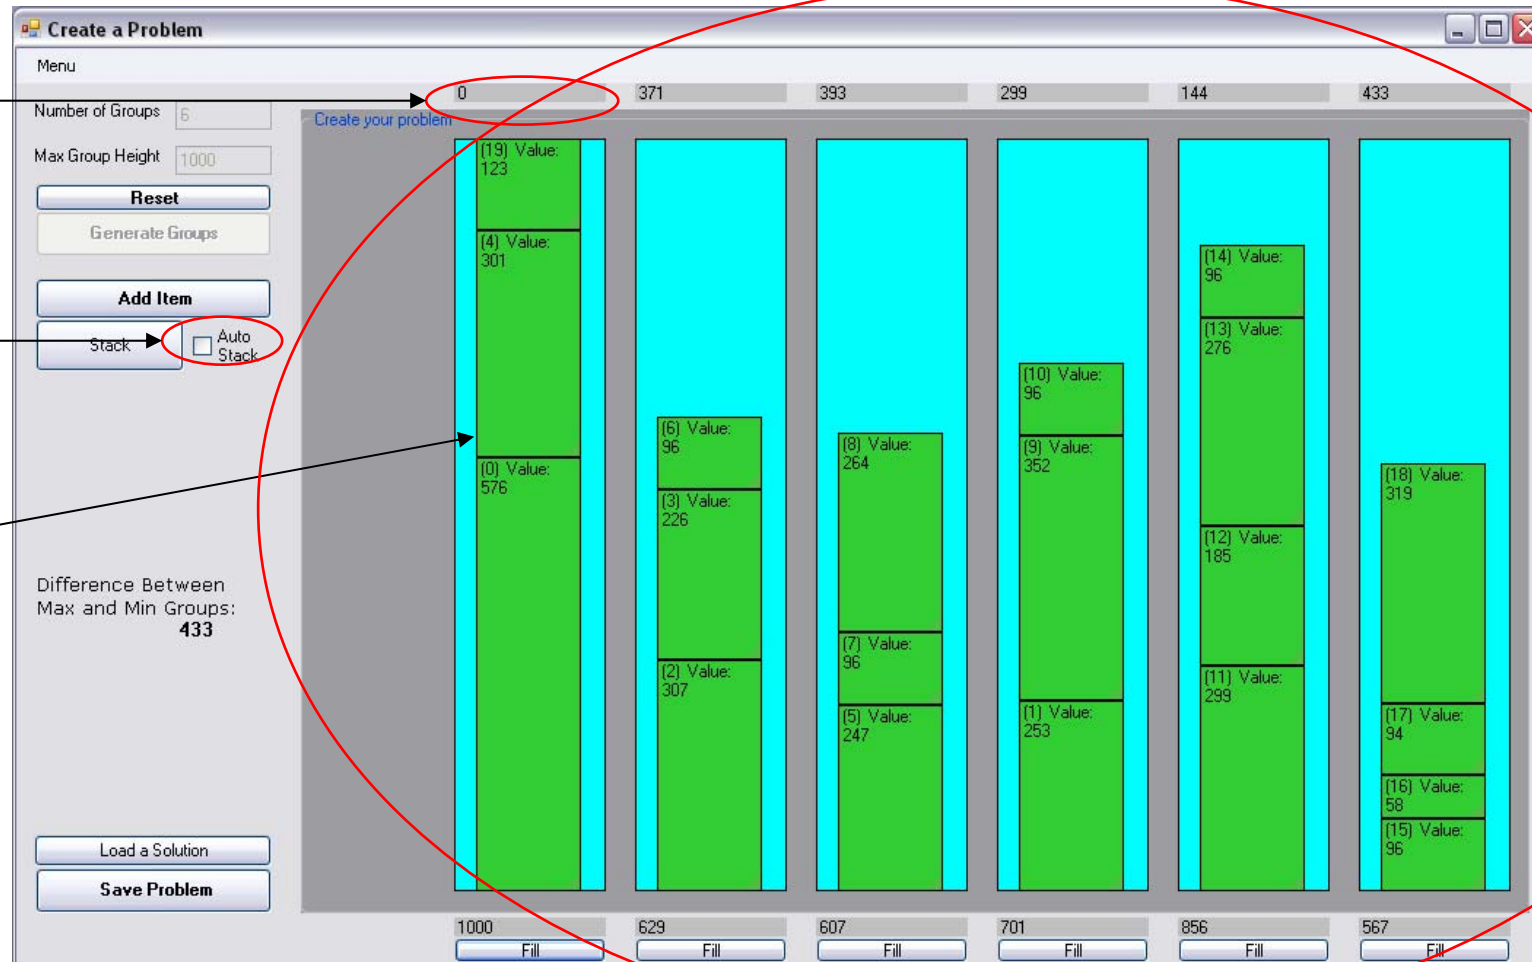 Create a Problem
Menu
0 371 393 299 144 433
Number of Groups 6
Max Group Height 1000
Reset
Generate Groups
Add Item
Stack
Auto
Stack
Difference Between
Max and Min Groups:
433
Load a Solution
Save Problem
Create your problem
(19) Value:
123
(4) Value:
301
(0) Value:
576
(6) Value:
96
(3) Value:
226
(2) Value:
307
(8) Value:
264
(7) Value:
96
(5) Value:
247
(10) Value:
96
(9) Value:
352
(1) Value:
253
(14) Value:
96
(13) Value:
276
(12) Value:
185
(11) Value:
299
(18) Value:
319
(17) Value:
94
(16) Value:
58
(15) Value:
96
1000 629 607 701 856 567
Fill Fill Fill Fill Fill Fill